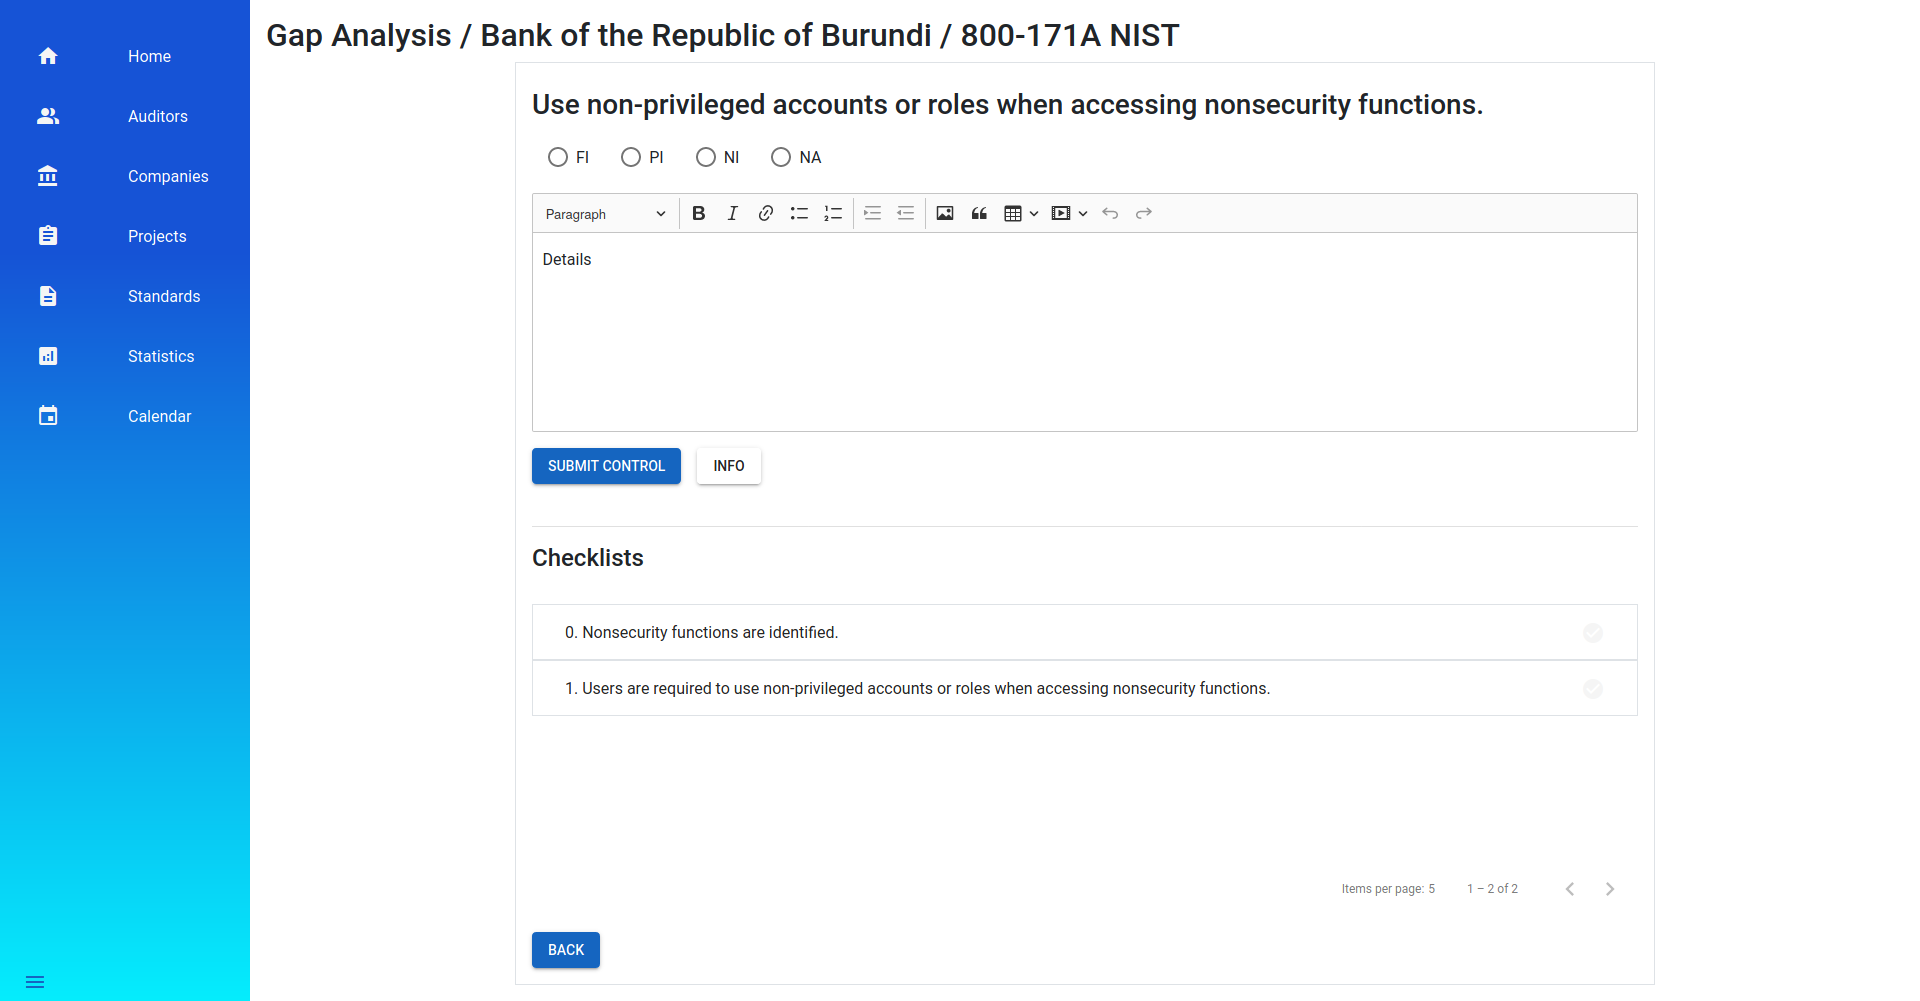 Gap Analysis / Bank of the Republic of Burundi / 800-171A NIST
Home
Auditors
Companies
Projects
Standards
Statistics
Calendar
Use non-privileged accounts or roles when accessing nonsecurity functions.
FI PI NI NA
Paragraph
Details
SUBMIT CONTROL INFO
Checklists
0. Nonsecurity functions are identified.
1. Users are required to use non-privileged accounts or roles when accessing nonsecurity functions.
Items per page: 5 1 – 2 of 2
BACK